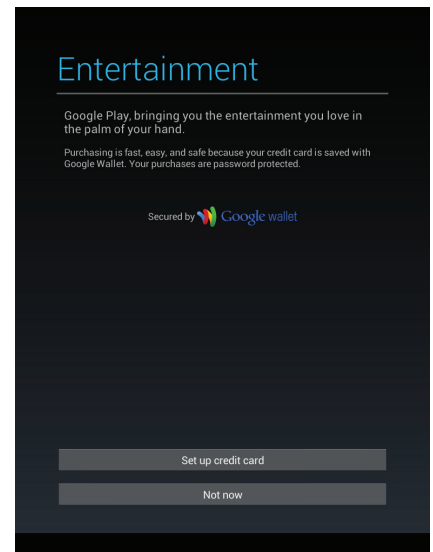 Entertainment
Google Play, bringing you the entertainment you love in
the palm of your hand.
Purchasing is fast, easy, and safe because your credit card is saved with
Google Wallet. Your purchases are password protected.
Secured by Google wallet
Set up credit card
Not now